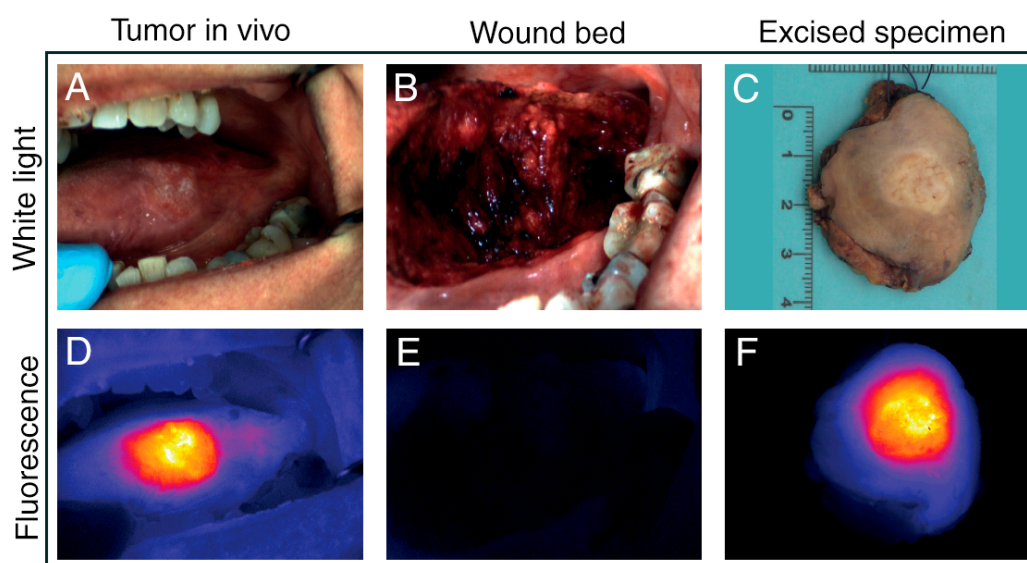 Tumor in vivo
Wound bed
Excised specimen
White light
A
B
C
0
1
2
3
4
Fluorescence
D
E
F